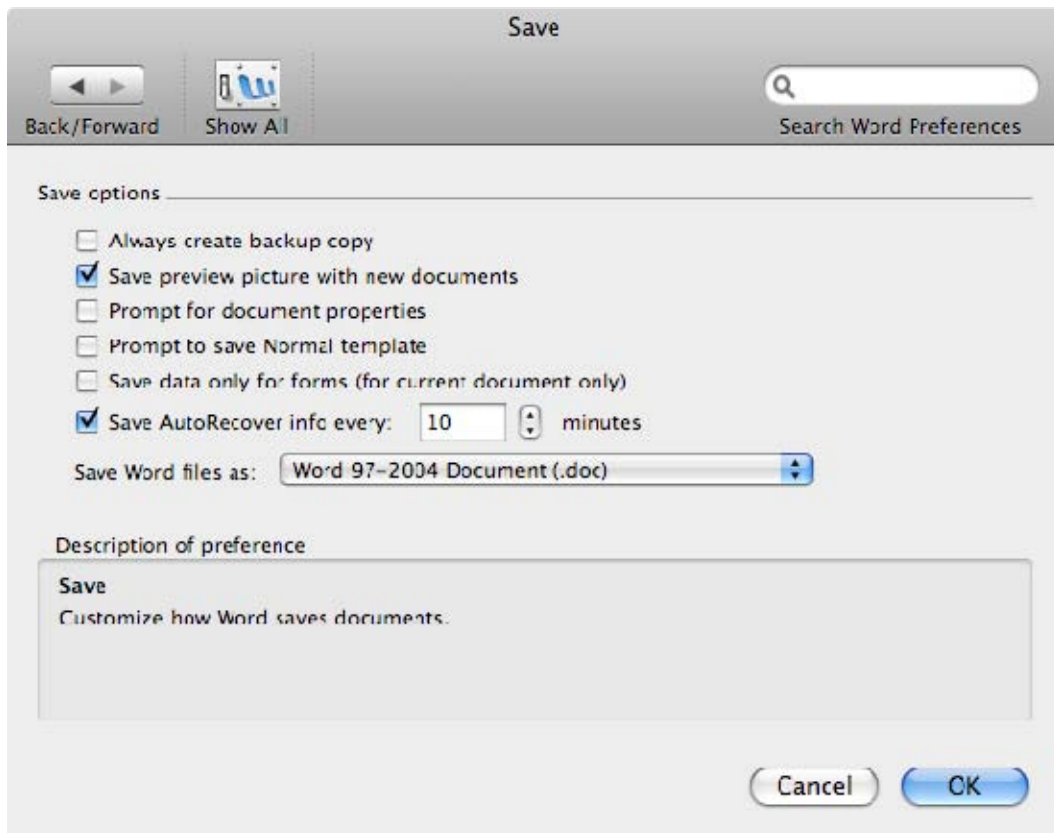 Save
Back/Forward
Show All
Search Word Preferences
Save options
Always create backup copy
Save preview picture with new documents
Prompt for document properties
Prompt to save Normal template
Save data only for forms (for current document only)
Save AutoRecover info every: 10 minutes
Save Word files as: Word 97-2004 Document (.doc)
Description of preference
Save
Customize how Word saves documents.
Cancel OK